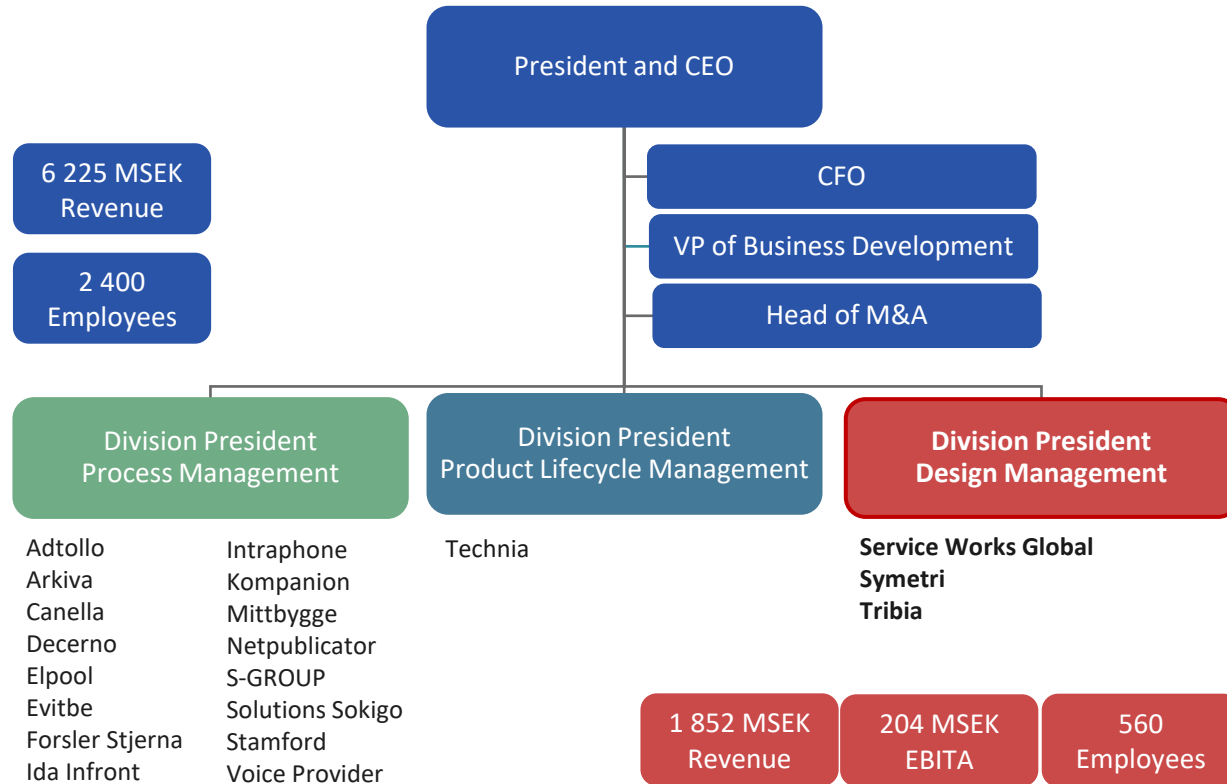 President and CEO
6 225 MSEK
Revenue
2 400
Employees
CFO
VP of Business Development
Head of M&A
Division President
Process Management
Division President
Product Lifecycle Management
Division President
Design Management
Adtollo
Arkiva
Canella
Decerno
Elpool
Evitbe
Forsler Stjerna
Ida Infront
Intraphone
Kompanion
Mittbygge
Netpublicator
S-GROUP
Solutions Sokigo
Stamford
Voice Provider
Technia
Service Works Global
Symetri
Tribia
1 852 MSEK
Revenue
204 MSEK
EBITA
560
Employees